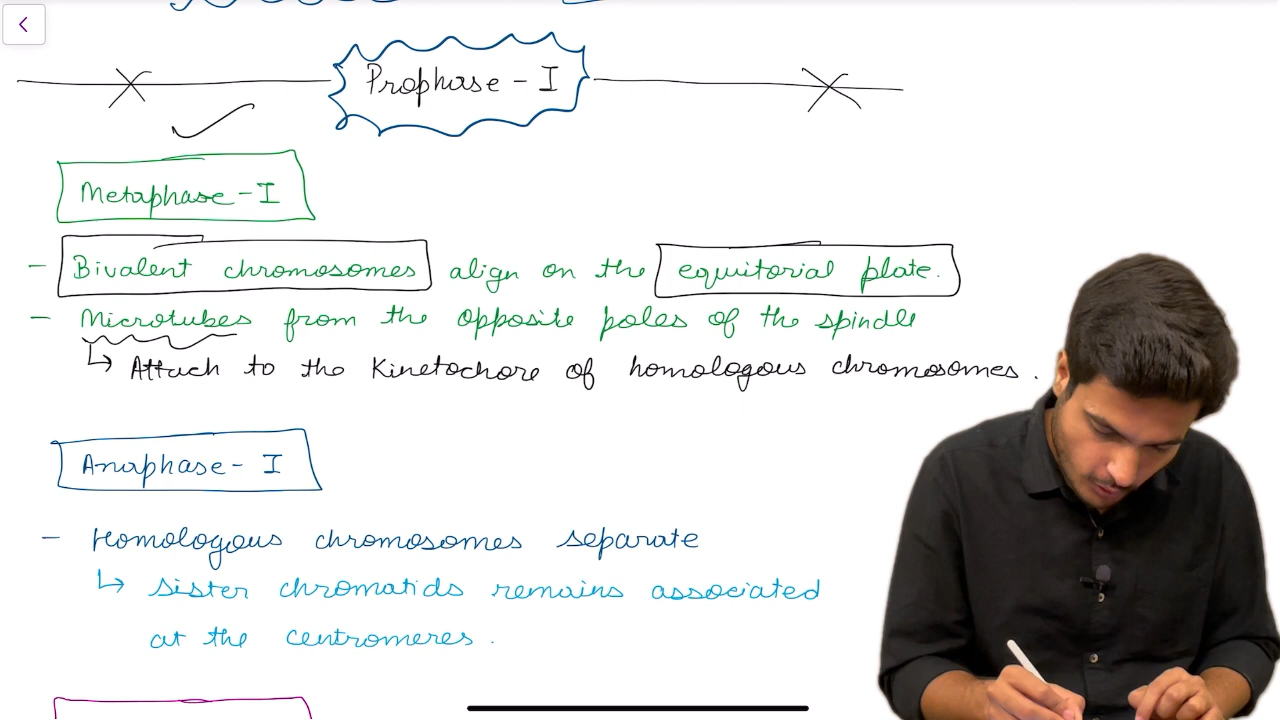 Prophase - I
Metaphase - I
- Bivalent chromosomes align on the equitorial plate.
- Microtubes from the opposite poles of the spindle
↳ Attach to the Kinetochore of homologous chromosomes.
Anaphase - I
- Homologous chromosomes separate
↳ sister chromatids remains associated
at the centromeres.